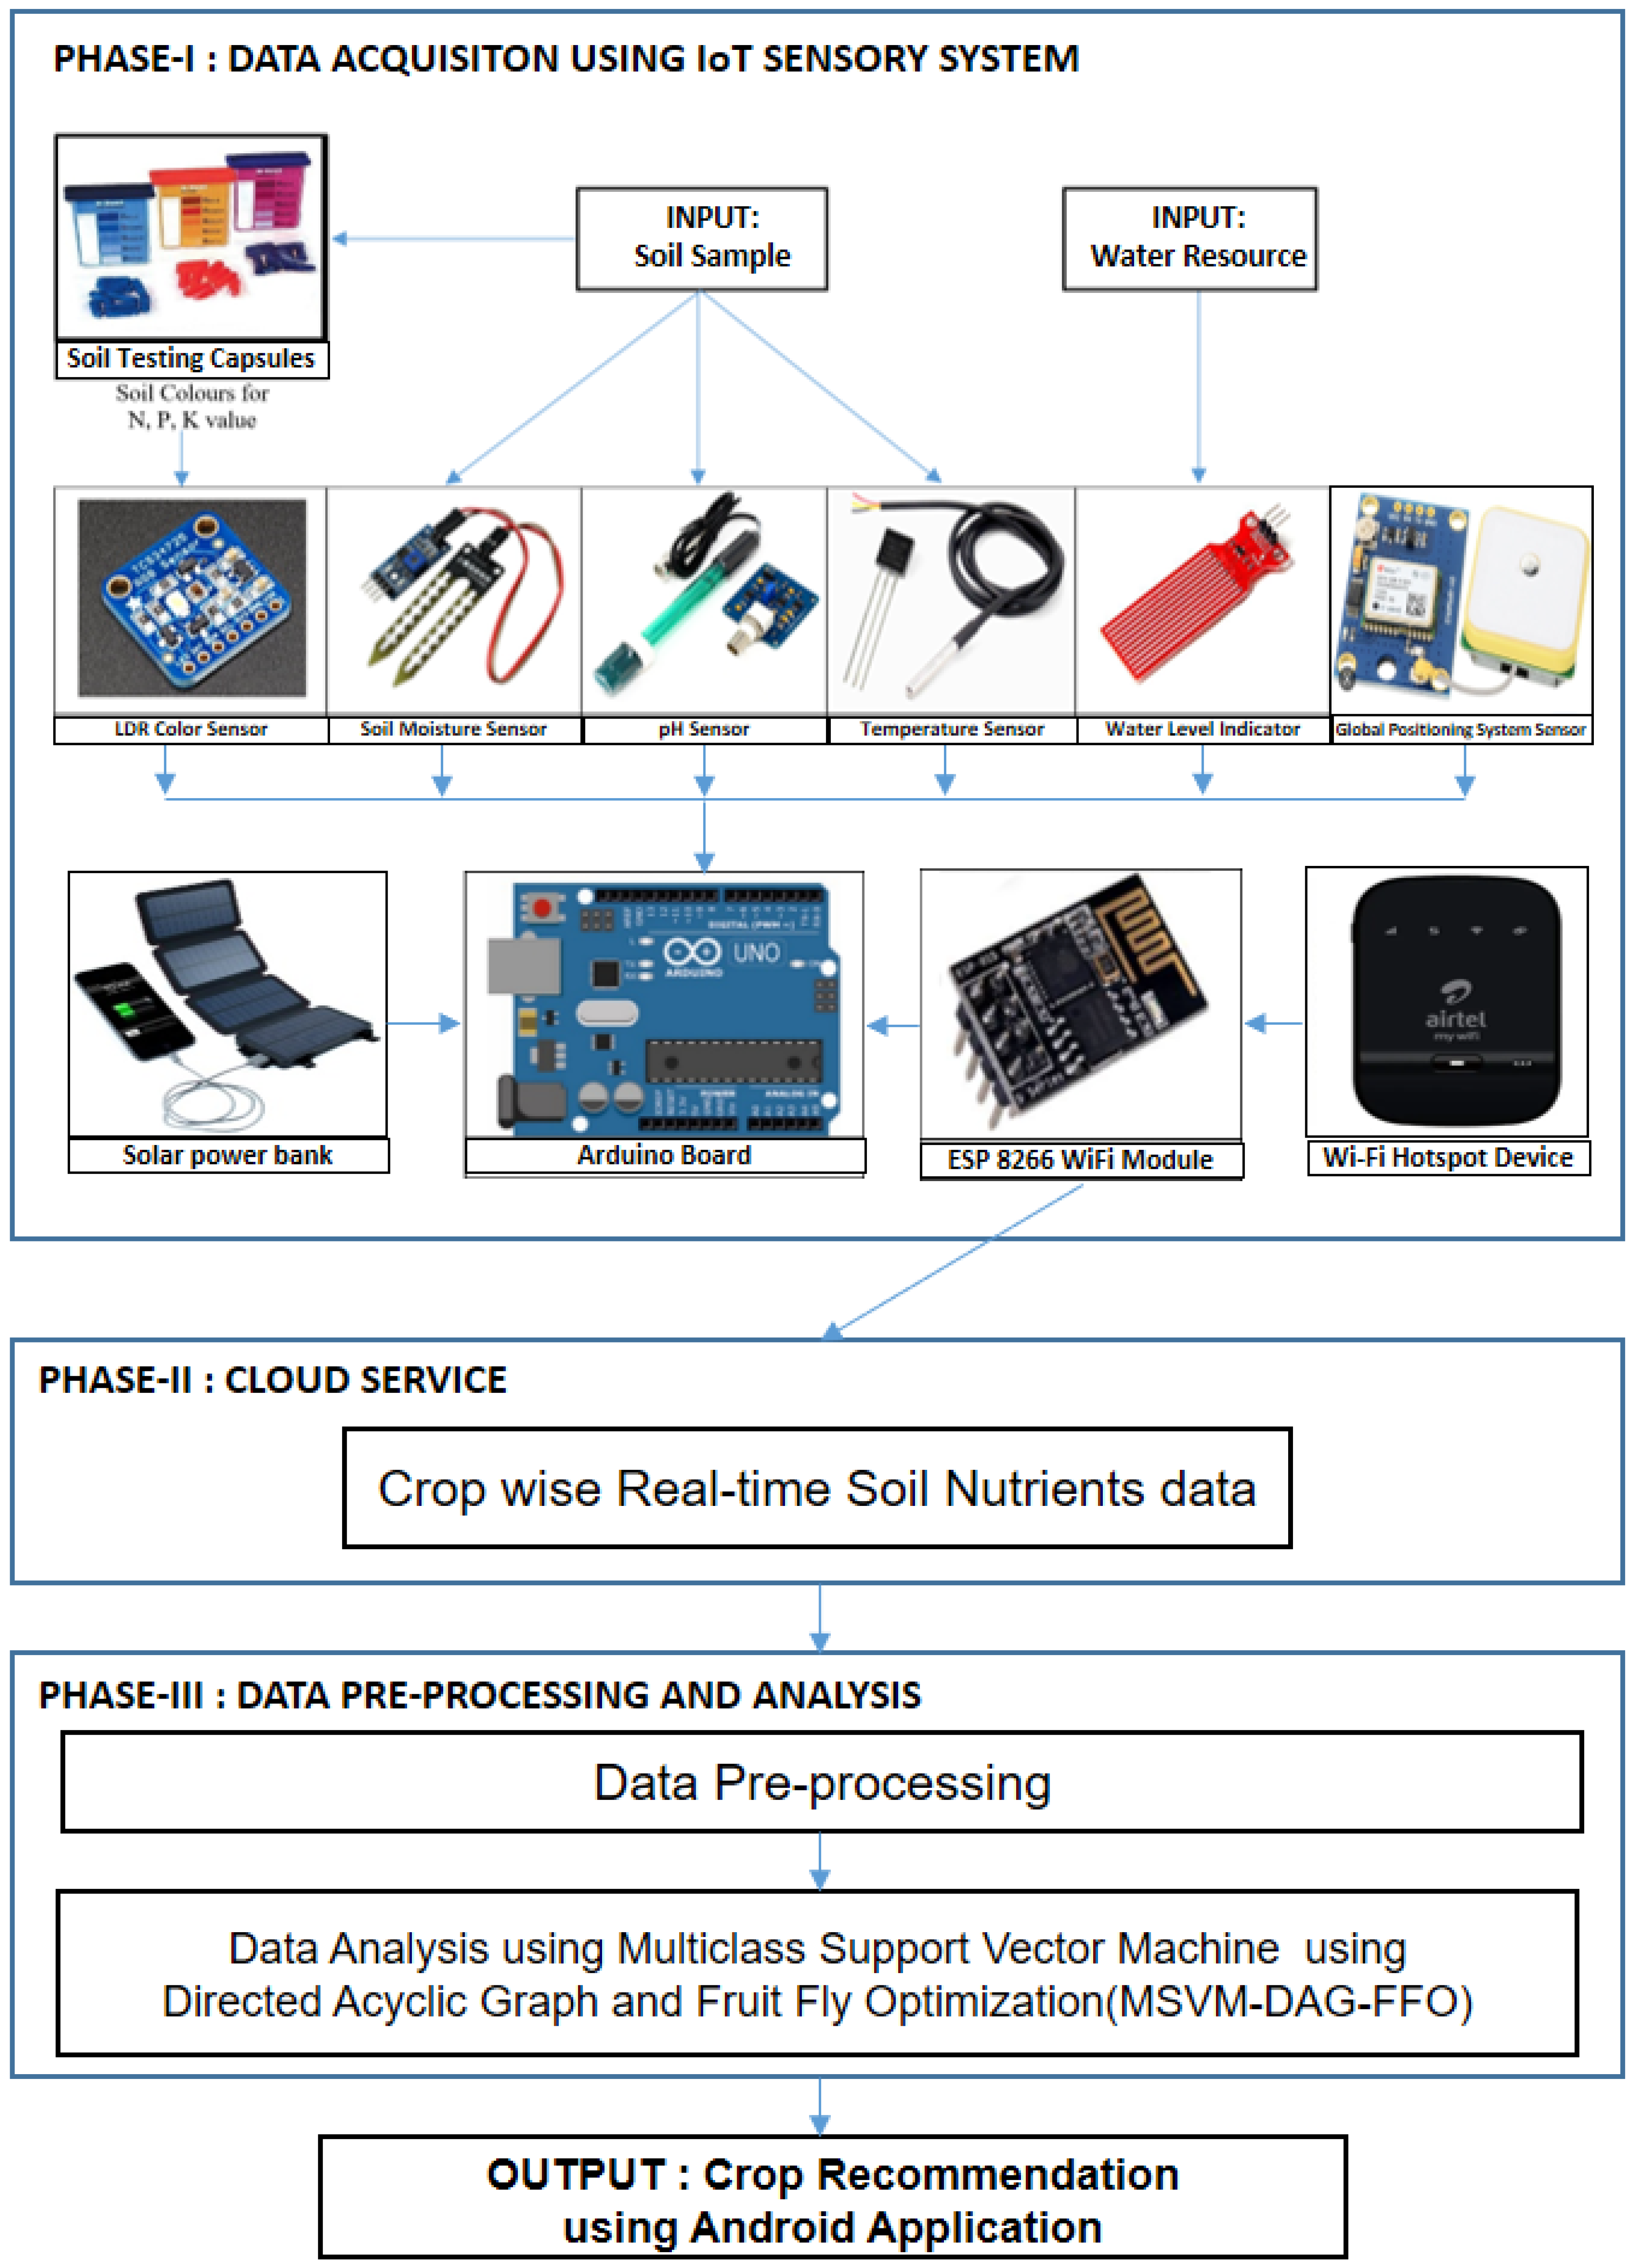 PHASE-I : DATA ACQUISITON USING IoT SENSORY SYSTEM
INPUT:
Soil Sample
INPUT:
Water Resource
Soil Testing Capsules
Soil Colours for
N, P, K value
LDR Color Sensor
Soil Moisture Sensor
pH Sensor
Temperature Sensor
Water Level Indicator
Global Positioning System Sensor
UNO
ARDUINO
DIGITAL (PWM ~)
POWER
ANALOG IN
airtel
my wifi
Solar power bank
Arduino Board
ESP 8266 WiFi Module
Wi-Fi Hotspot Device
PHASE-II : CLOUD SERVICE
Crop wise Real-time Soil Nutrients data
PHASE-III : DATA PRE-PROCESSING AND ANALYSIS
Data Pre-processing
Data Analysis using Multiclass Support Vector Machine using
Directed Acyclic Graph and Fruit Fly Optimization(MSVM-DAG-FFO)
OUTPUT : Crop Recommendation
using Android Application